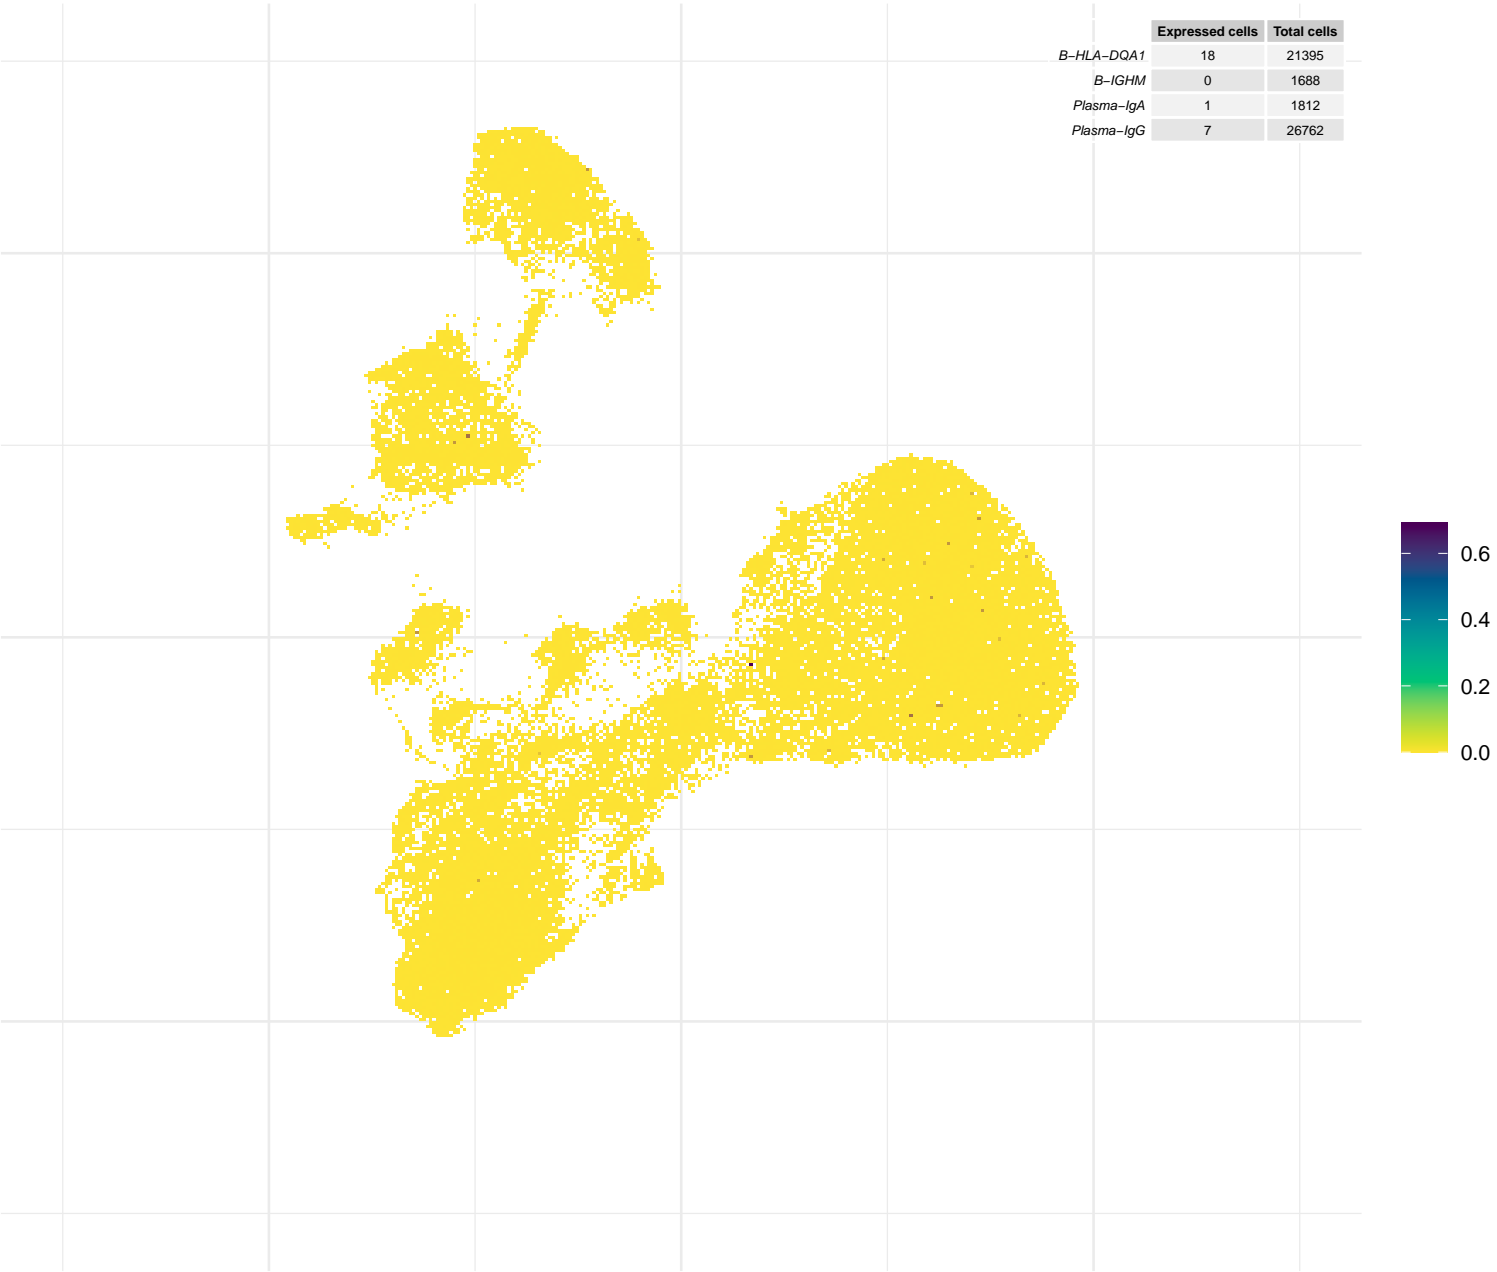 Expressed cells Total cells
B−HLA−DQA1 18 21395
B−IGHM 0 1688
Plasma−IgA 1 1812
Plasma−IgG 7 26762
0.6
0.4
0.2
0.0